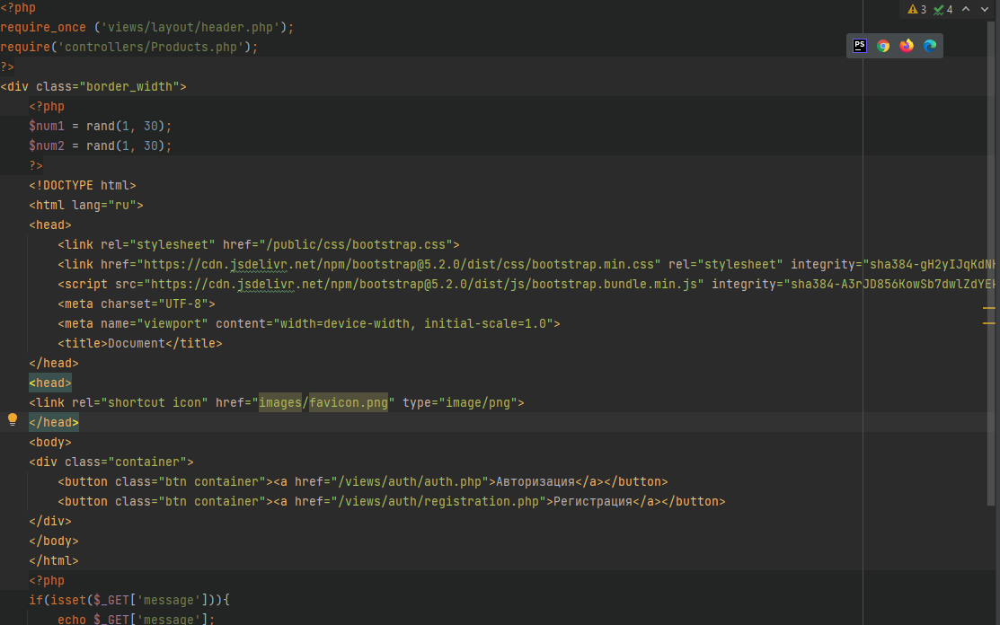 <?php
3 4
require_once ('views/layout/header.php');
require('controllers/Products.php');
PS
?>
<div class="border_width">
<?php
$num1 = rand(1, 30);
$num2 = rand(1, 30);
?>
<!DOCTYPE html>
<html lang="ru">
<head>
<link rel="stylesheet" href="/public/css/bootstrap.css">
<link href="https://cdn.jsdelivr.net/npm/bootstrap@5.2.0/dist/css/bootstrap.min.css" rel="stylesheet" integrity="sha384-gH2yIJqKdNH
<script src="https://cdn.jsdelivr.net/npm/bootstrap@5.2.0/dist/js/bootstrap.bundle.min.js" integrity="sha384-A3rJD856KowSb7dwlZdYEk
<meta charset="UTF-8">
<meta name="viewport" content="width=device-width, initial-scale=1.0">
<title>Document</title>
</head>
<head>
<link rel="shortcut icon" href="images/favicon.png" type="image/png">
</head>
<body>
<div class="container">
<button class="btn container"><a href="/views/auth/auth.php">Авторизация</a></button>
<button class="btn container"><a href="/views/auth/registration.php">Регистрация</a></button>
</div>
</body>
</html>
<?php
if(isset($_GET['message'])){
echo $_GET['message'];